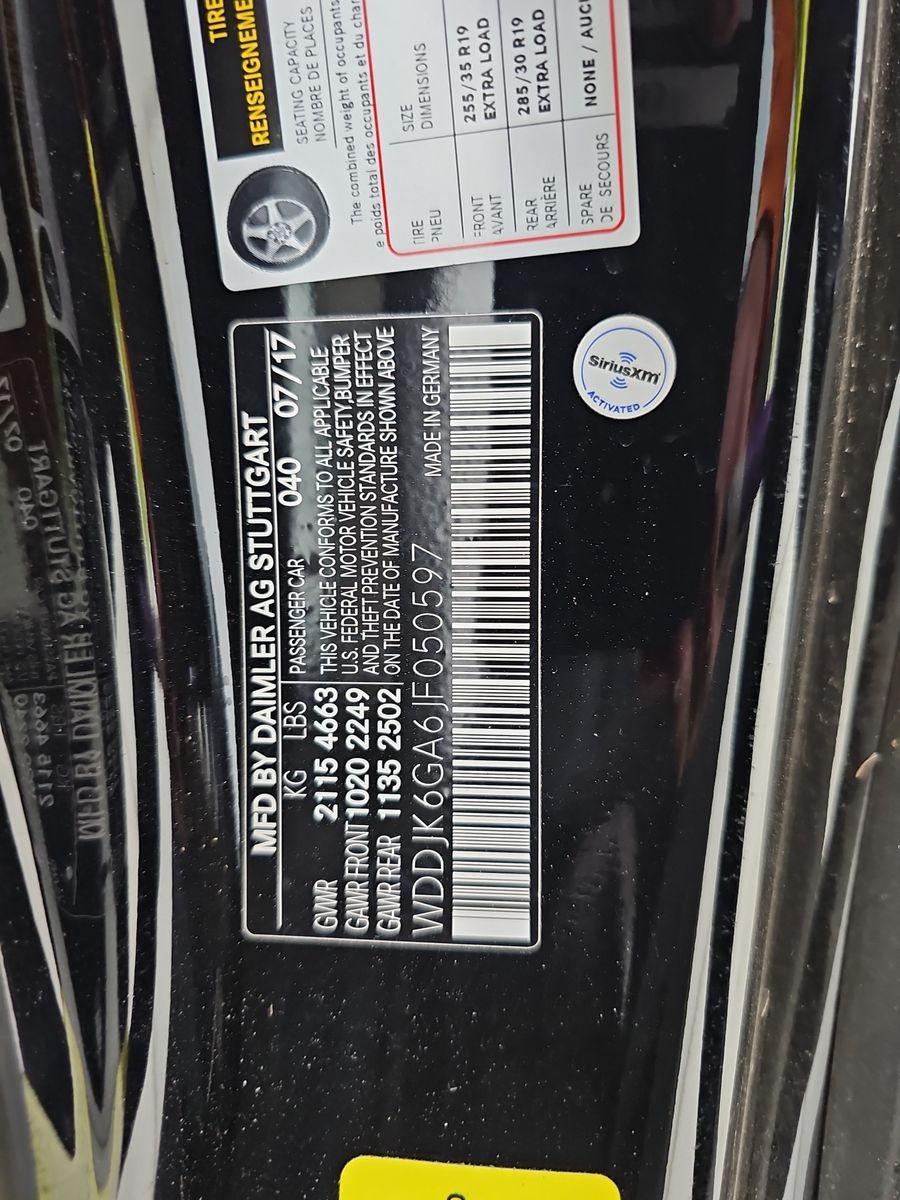 MFD BY DAIMLER AG STUTTGART
KG LBS PASSENGER CAR 040 07/17
GVWR 2115 4663 THIS VEHICLE CONFORMS TO ALL APPLICABLE
GAWR FRONT 1020 2249 U.S. FEDERAL MOTOR VEHICLE SAFETY,BUMPER
GAWR REAR 1135 2502 AND THEFT PREVENTION STANDARDS IN EFFECT
ON THE DATE OF MANUFACTURE SHOWN ABOVE
WDDJK6GA6JF050597 MADE IN GERMANY
TIRE
RENSEIGNEME
SEATING CAPACITY
NOMBRE DE PLACES
The combined weight of occupants
e poids total des occupants et du char
TIRE SIZE
PNEU DIMENSIONS
FRONT 255/35 R19
AVANT EXTRA LOAD
REAR 285/30 R19
ARRIÈRE EXTRA LOAD
SPARE NONE / AUC
DE SECOURS
SiriusXm
ACTIVATED